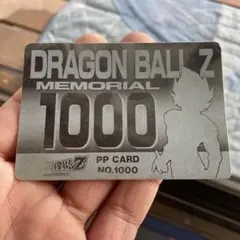 DRAGON BALL Z
MEMORIAL
1000
PP CARD
NO.1000